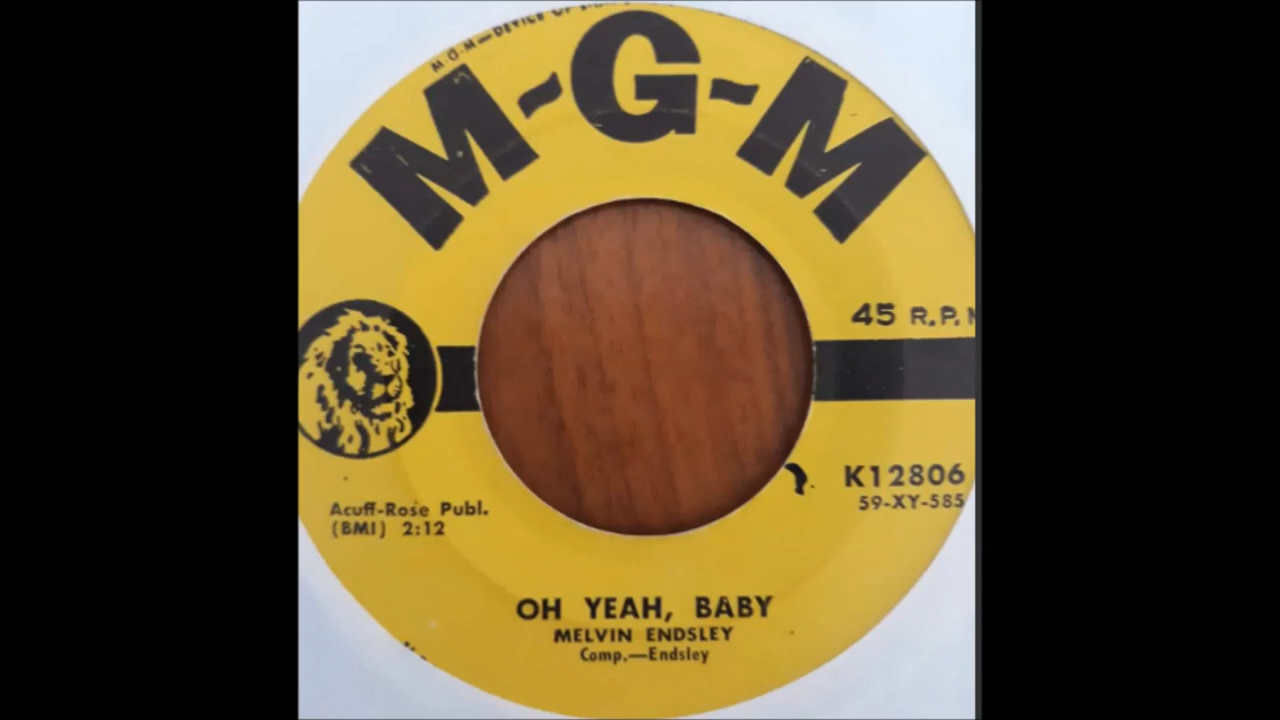 M-G-M
45 R.P.
K12806
59-XY-585
Acuff-Rose Publ.
(BMI) 2:12
OH YEAH, BABY
MELVIN ENDSLEY
Comp.—Endsley